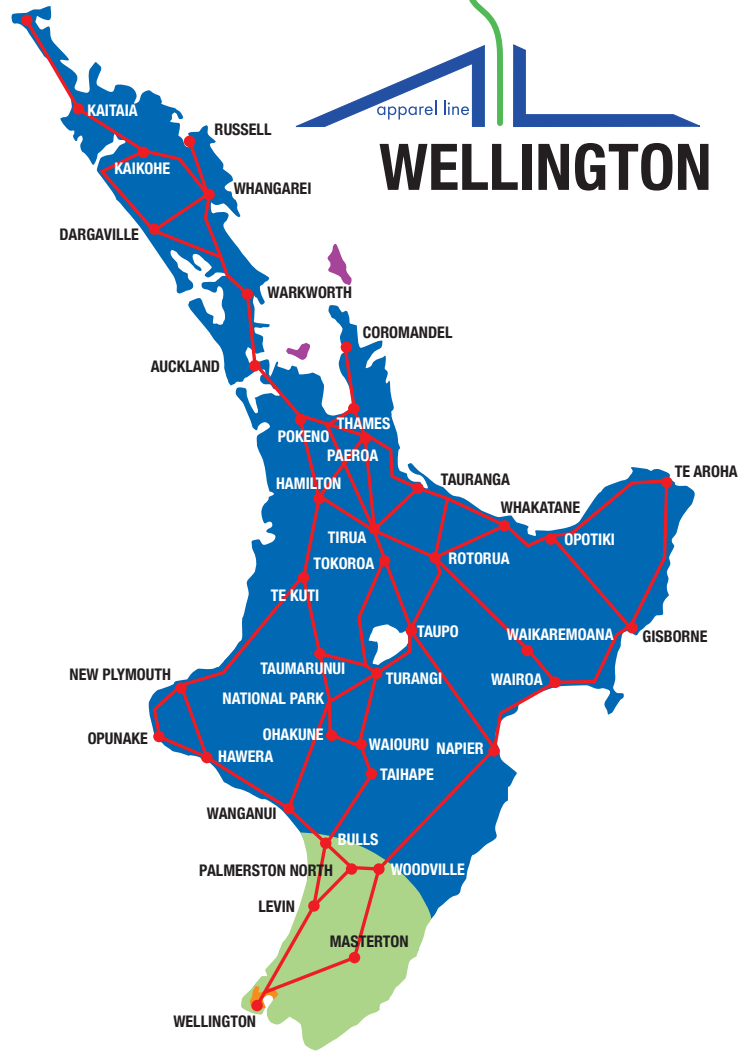 apparel line
WELLINGTON
KAITAIA
RUSSELL
KAIKOHE
WHANGAREI
DARGAVILLE
WARKWORTH
COROMANDEL
AUCKLAND
THAMES
POKENO
PAEROA
TE AROHA
HAMILTON
TAURANGA
WHAKATANE
TIRUA
OPOTIKI
ROTORUA
TOKOROA
TE KUTI
TAUPO
WAIKAREMOANA
GISBORNE
TAUMARUNUI
NEW PLYMOUTH
TURANGI
WAIROA
NATIONAL PARK
OPUNAKE
OHAKUNE
WAIOURU
NAPIER
HAWERA
TAIHAPE
WANGANUI
BULLS
PALMERSTON NORTH
WOODVILLE
LEVIN
MASTERTON
WELLINGTON